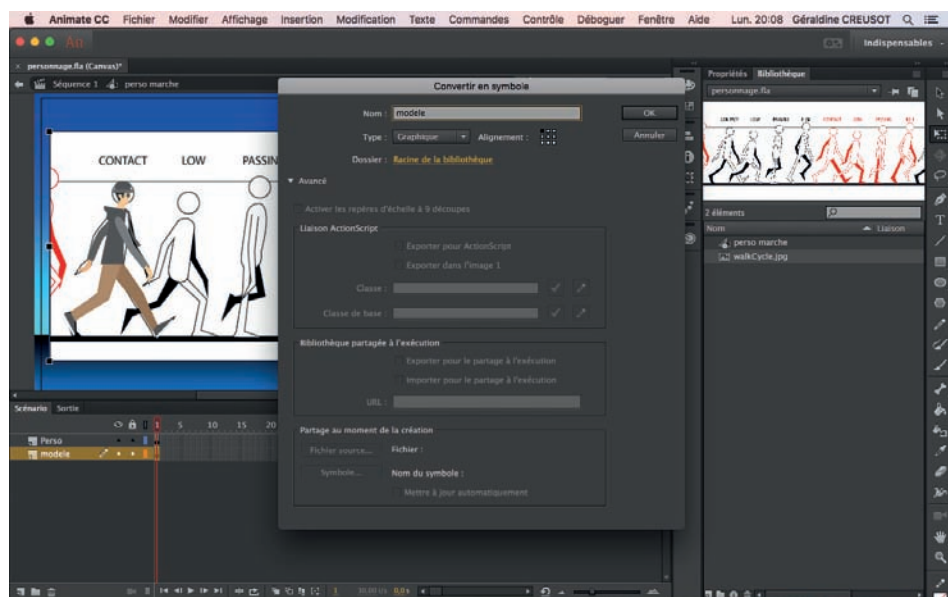 Animate CC Fichier Modifier Affichage Insertion Modification Texte Commandes Contrôle Déboguer Fenêtre Aide Lun. 20:08 Géraldine CREUSOT
An
Indispensables
× personnage.fla (Canvas)*
Séquence 1 perso marche
Convertir en symbole
Nom : modele
OK
Type : Graphique Alignement :
Annuler
Dossier : Racine de la bibliothèque
Avancé
Activer les repères d'échelle à 9 découpes
Liaison ActionScript
Exporter pour ActionScript
Exporter dans l'image 1
Classe :
Classe de base :
Bibliothèque partagée à l'exécution
Exporter pour le partage à l'exécution
Importer pour le partage à l'exécution
URL :
Partage au moment de la création
Fichier source... Fichier :
Symbole... Nom du symbole :
Mettre à jour automatiquement
CONTACT LOW PASSIN
Propriétés Bibliothèque
personnage.fla
2 éléments
Nom Liaison
perso marche
walkCycle.jpg
Scénario Sortie
1 5 10 15 20
Perso
modele
1 30,00 i/s 0,0 s